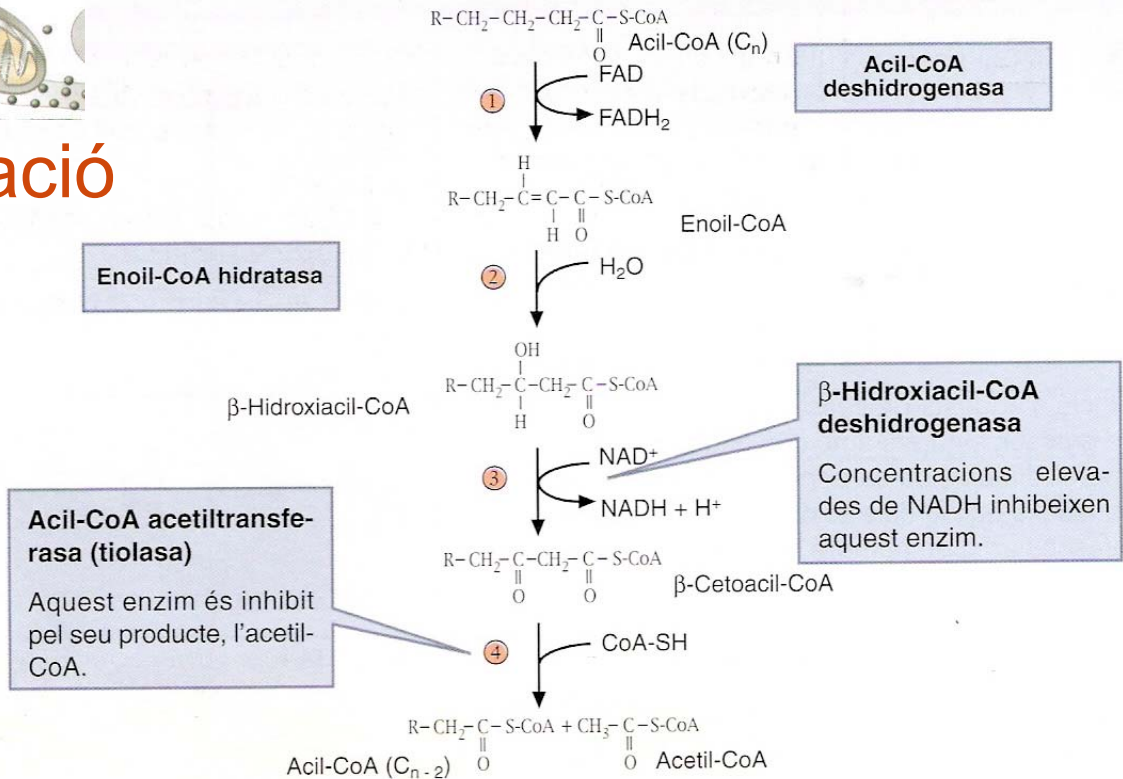 R–CH₂–CH₂–CH₂–C–S-CoA
O
Acil-CoA (Cₙ)
Acil-CoA
deshidrogenasa
FAD
1
FADH₂
ació
H
R–CH₂–C=C–C–S-CoA
H O
Enoil-CoA
Enoil-CoA hidratasa
2
H₂O
OH
R–CH₂–C–CH₂–C–S-CoA
H O
β-Hidroxiacil-CoA
β-Hidroxiacil-CoA
deshidrogenasa
Concentracions eleva-
des de NADH inhibeixen
aquest enzim.
NAD⁺
3
NADH + H⁺
Acil-CoA acetiltransfe-
rasa (tiolasa)
Aquest enzim és inhibit
pel seu producte, l'acetil-
CoA.
R–CH₂–C–CH₂–C–S-CoA
O O
β-Cetoacil-CoA
4
CoA-SH
R–CH₂–C–S-CoA + CH₃–C–S-CoA
O O
Acil-CoA (Cₙ₋₂)
Acetil-CoA